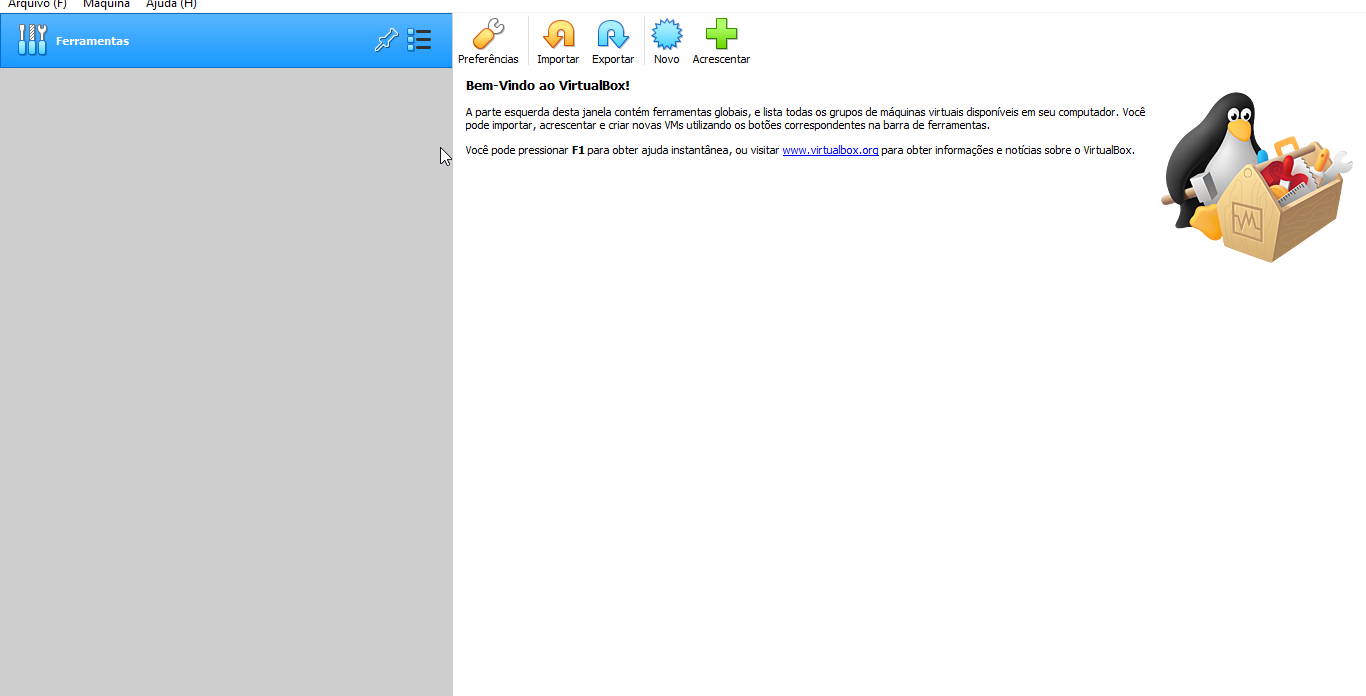 Arquivo (F) Máquina Ajuda (H)
Ferramentas
Preferências Importar Exportar Novo Acrescentar
Bem-Vindo ao VirtualBox!
A parte esquerda desta janela contém ferramentas globais, e lista todas os grupos de máquinas virtuais disponíveis em seu computador. Você
pode importar, acrescentar e criar novas VMs utilizando os botões correspondentes na barra de ferramentas.
Você pode pressionar F1 para obter ajuda instantânea, ou visitar www.virtualbox.org para obter informações e notícias sobre o VirtualBox.